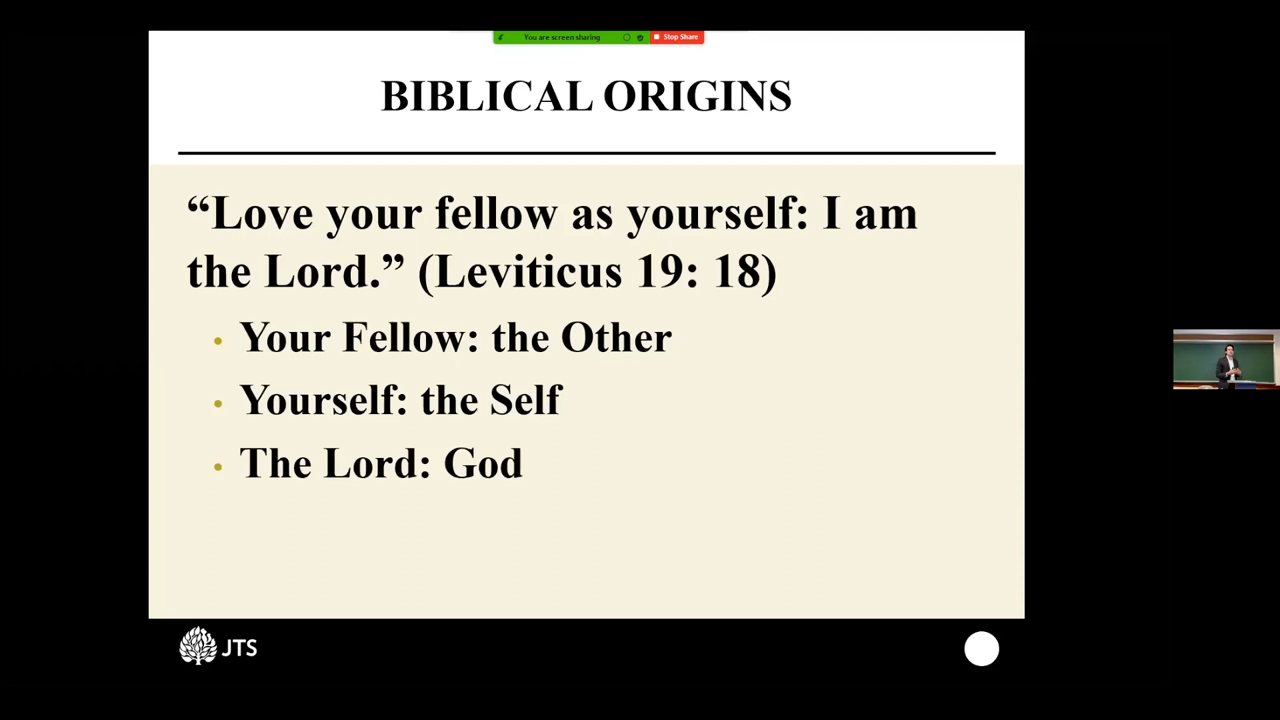 You are screen sharing
Stop Share
BIBLICAL ORIGINS
“Love your fellow as yourself: I am
the Lord.” (Leviticus 19: 18)
• Your Fellow: the Other
• Yourself: the Self
• The Lord: God
JTS